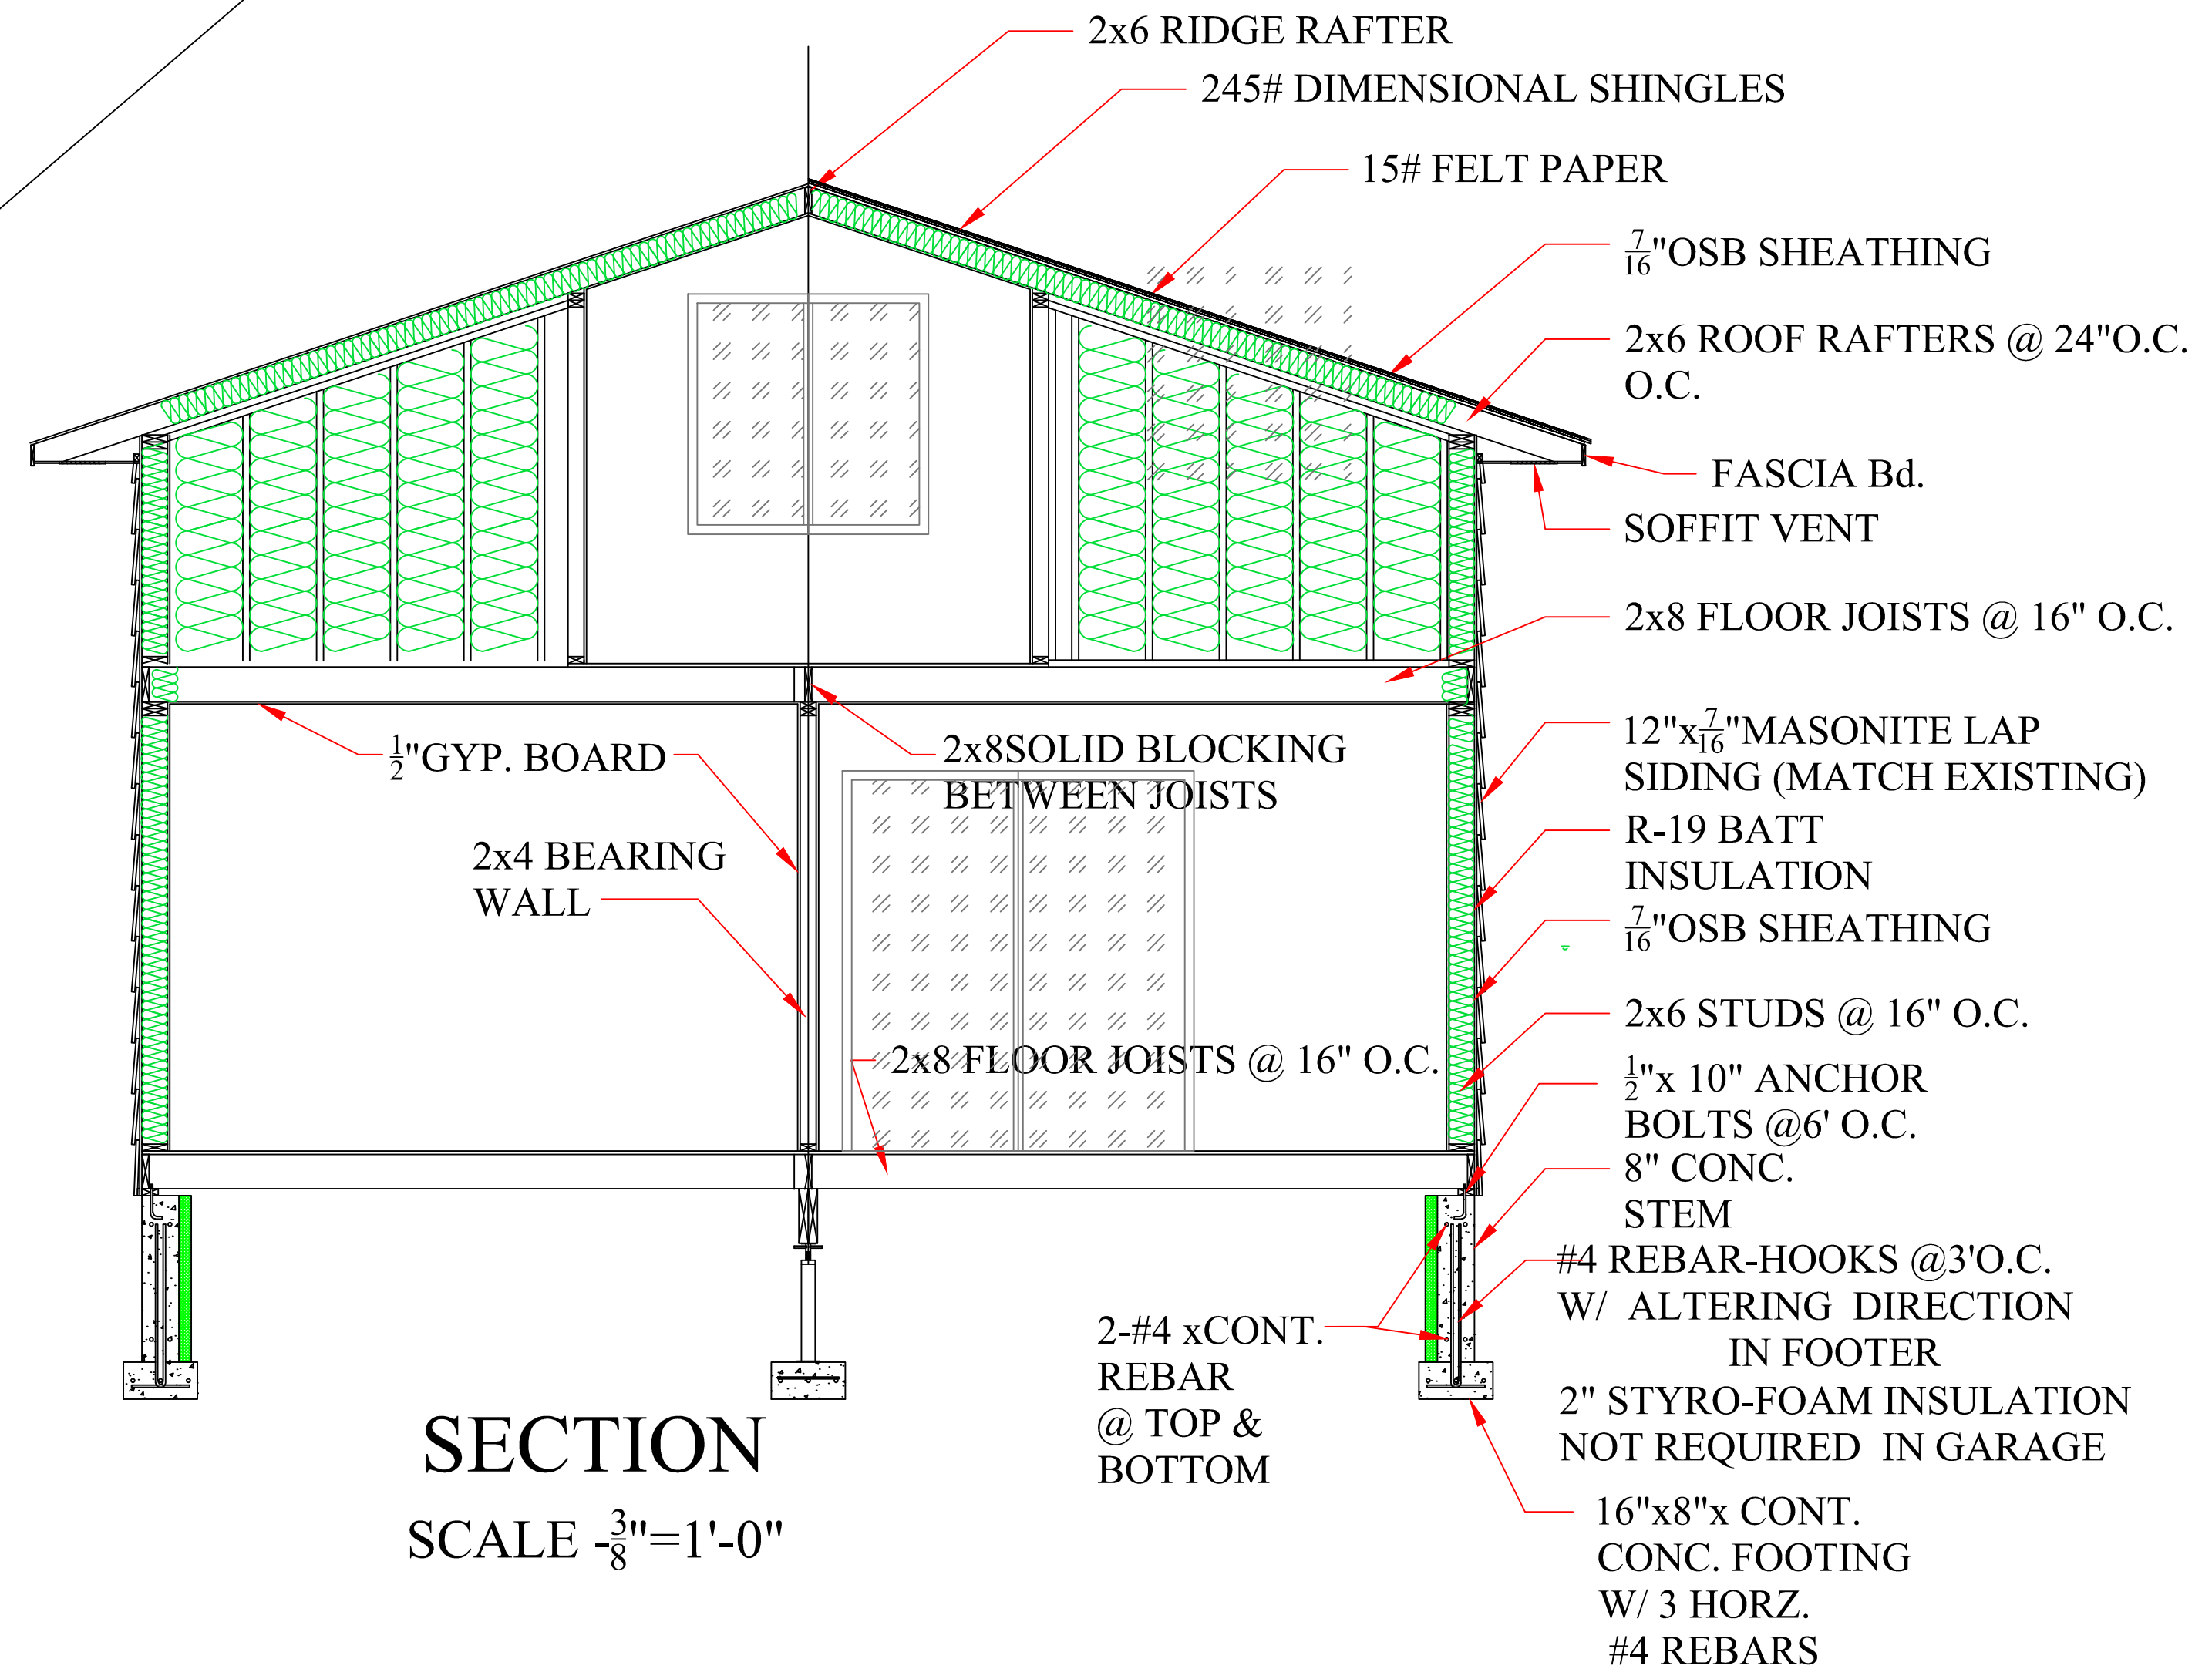 2x6 RIDGE RAFTER
245# DIMENSIONAL SHINGLES
15# FELT PAPER
7/16"OSB SHEATHING
2x6 ROOF RAFTERS @ 24"O.C.
O.C.
FASCIA Bd.
SOFFIT VENT
2x8 FLOOR JOISTS @ 16" O.C.
12"x7/16"MASONITE LAP
SIDING (MATCH EXISTING)
R-19 BATT
INSULATION
7/16"OSB SHEATHING
2x6 STUDS @ 16" O.C.
1/2"x 10" ANCHOR
BOLTS @6' O.C.
8" CONC.
STEM
#4 REBAR-HOOKS @3'O.C.
W/ ALTERING DIRECTION
IN FOOTER
2" STYRO-FOAM INSULATION
NOT REQUIRED IN GARAGE
16"x8"x CONT.
CONC. FOOTING
W/ 3 HORZ.
#4 REBARS
1/2"GYP. BOARD
2x8SOLID BLOCKING
BETWEEN JOISTS
2x4 BEARING
WALL
2x8 FLOOR JOISTS @ 16" O.C.
2-#4 xCONT.
REBAR
@ TOP &
BOTTOM
SECTION
SCALE -3/8"=1'-0"